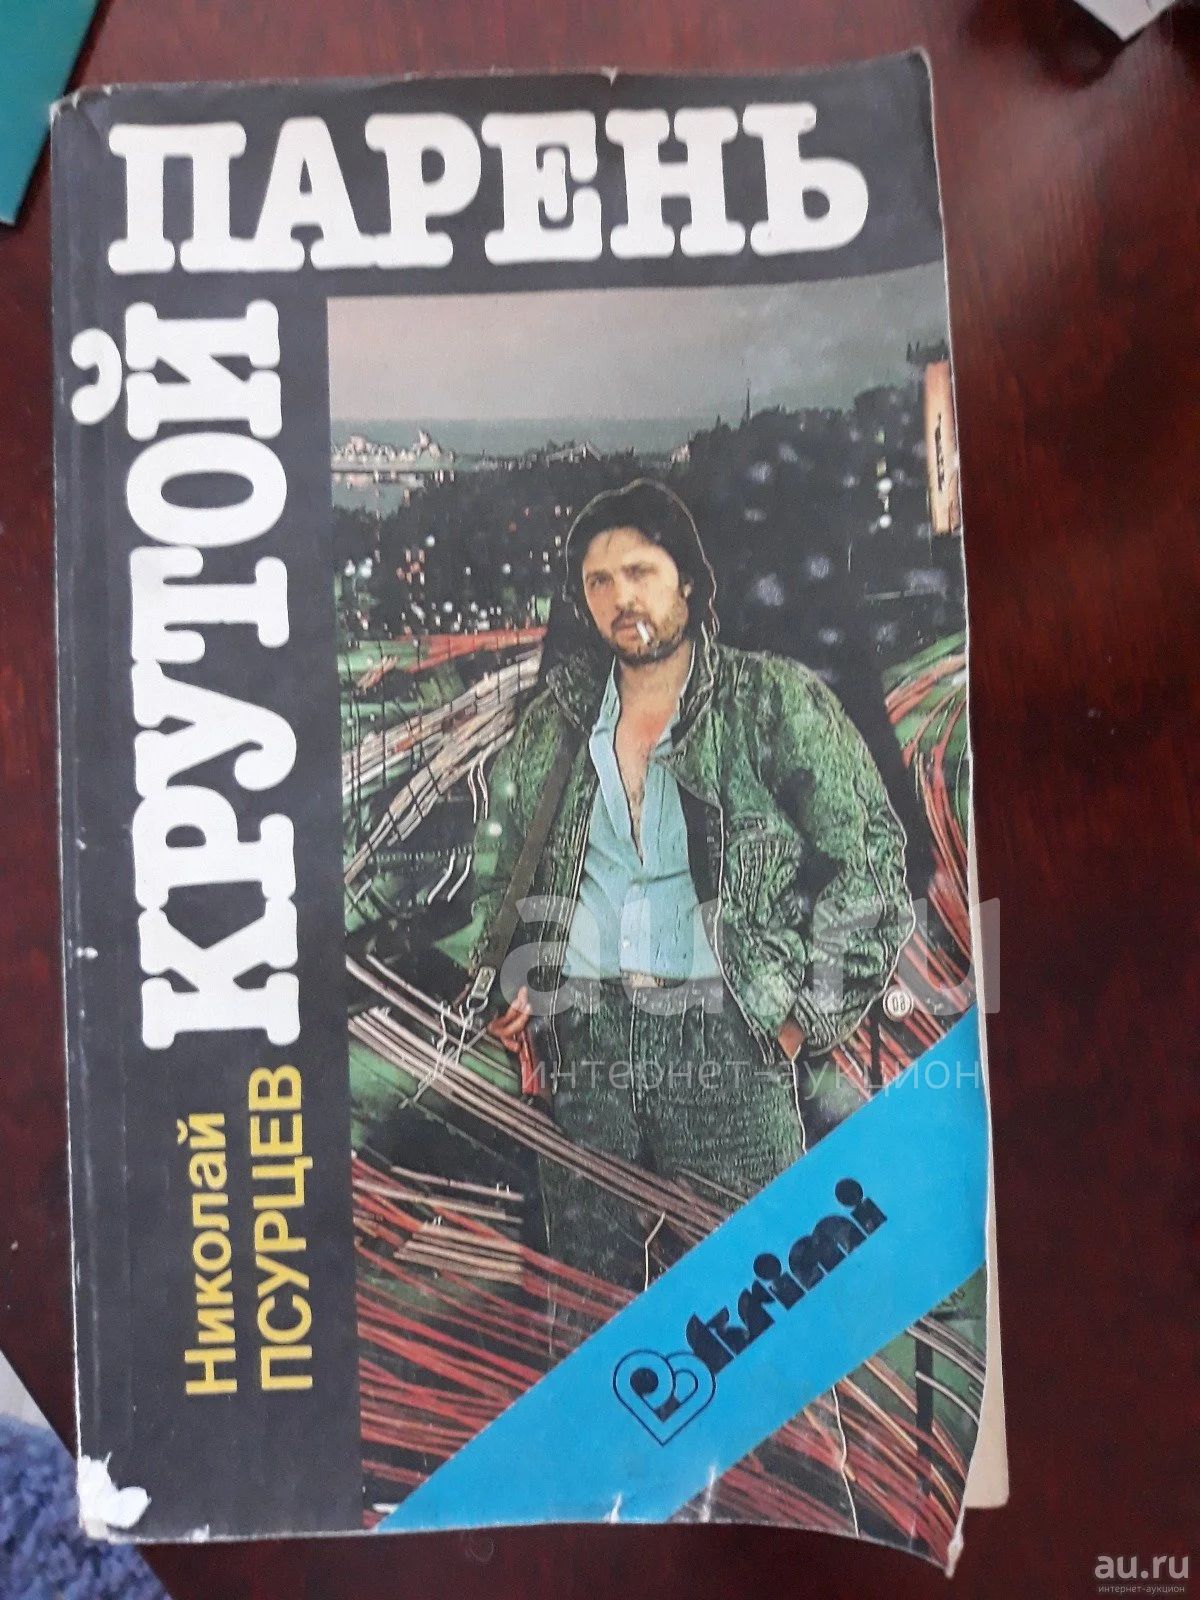 ПАРЕНЬ
КРУТОЙ
Николай
ПСУРЦЕВ
krimi
au.ru
интернет-аукцион
au.ru
интернет-аукцион